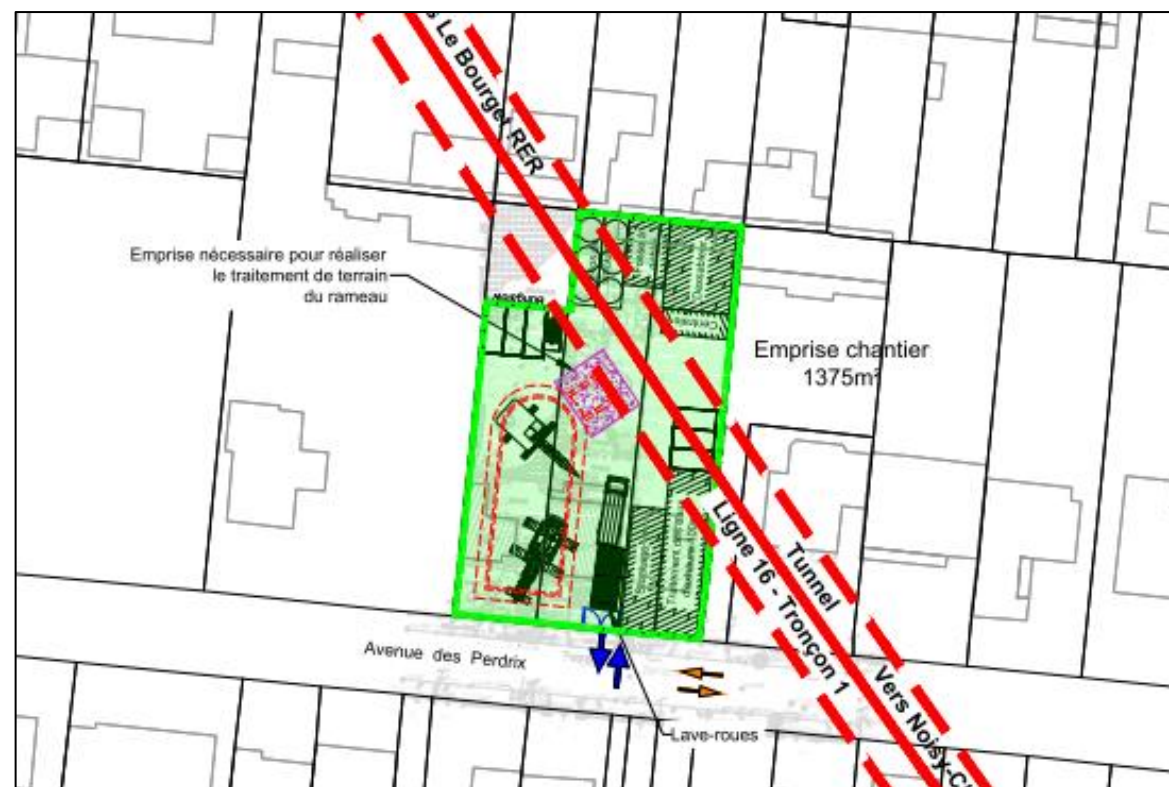 s Le Bourget RER
Emprise nécessaire pour réaliser
le traitement de terrain
du rameau
Emprise chantier
1375m²
Ligne 16 - Tronçon 1
Tunnel
Vers Noisy-C
Avenue des Perdrix
Lave-roues